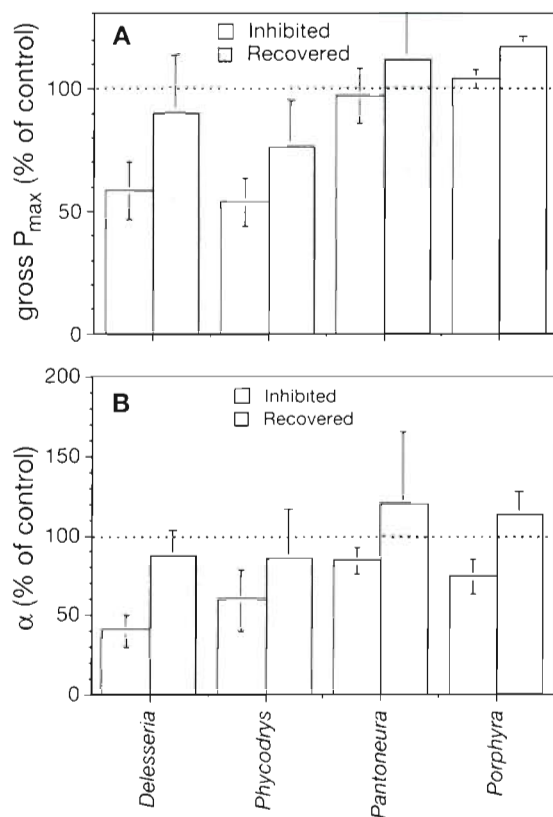 A
Inhibited
Recovered
gross Pmax (% of control)
100
50
0
B
Inhibited
Recovered
α (% of control)
200
150
100
50
0
Delesseria
Phycodrys
Pantoneura
Porphyra